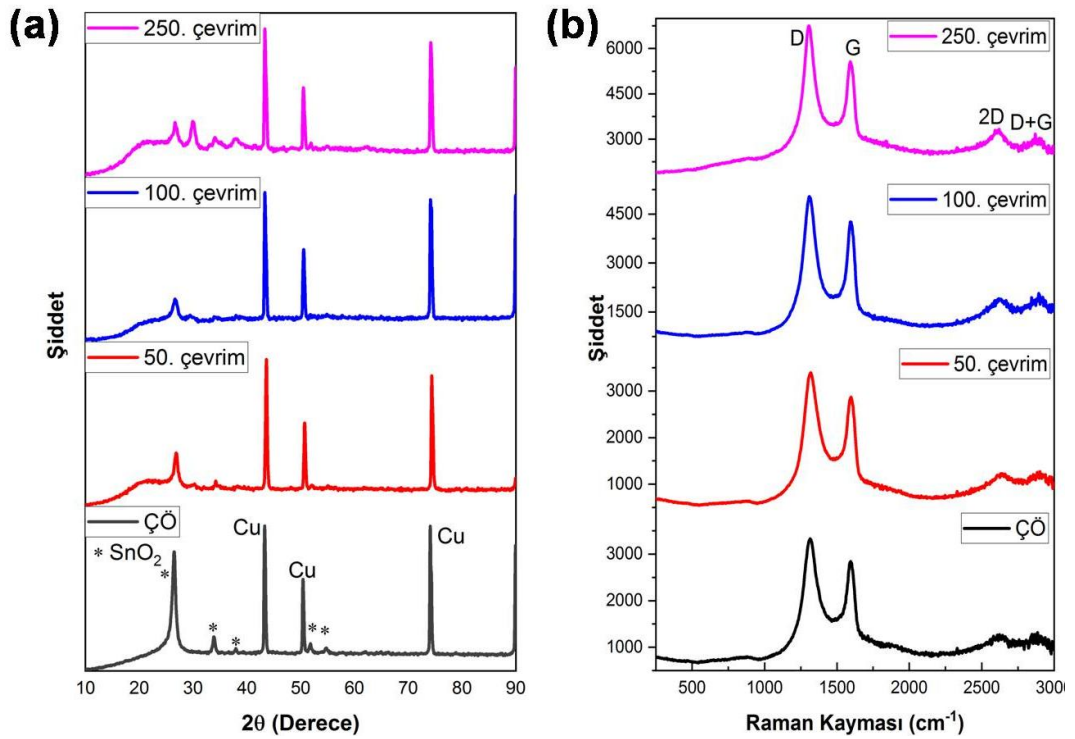 (a)
250. çevrim
100. çevrim
50. çevrim
ÇÖ
* SnO₂
*
*
*
*
*
Cu
Cu
Cu
Şiddet
Şiddet
10 20 30 40 50 60 70 80 90
2θ (Derece)
(b)
250. çevrim
D
G
2D
D+G
6000
4500
3000
100. çevrim
4500
3000
1500
50. çevrim
3000
2000
1000
ÇÖ
3000
2000
1000
Şiddet
500 1000 1500 2000 2500 3000
Raman Kayması (cm⁻¹)